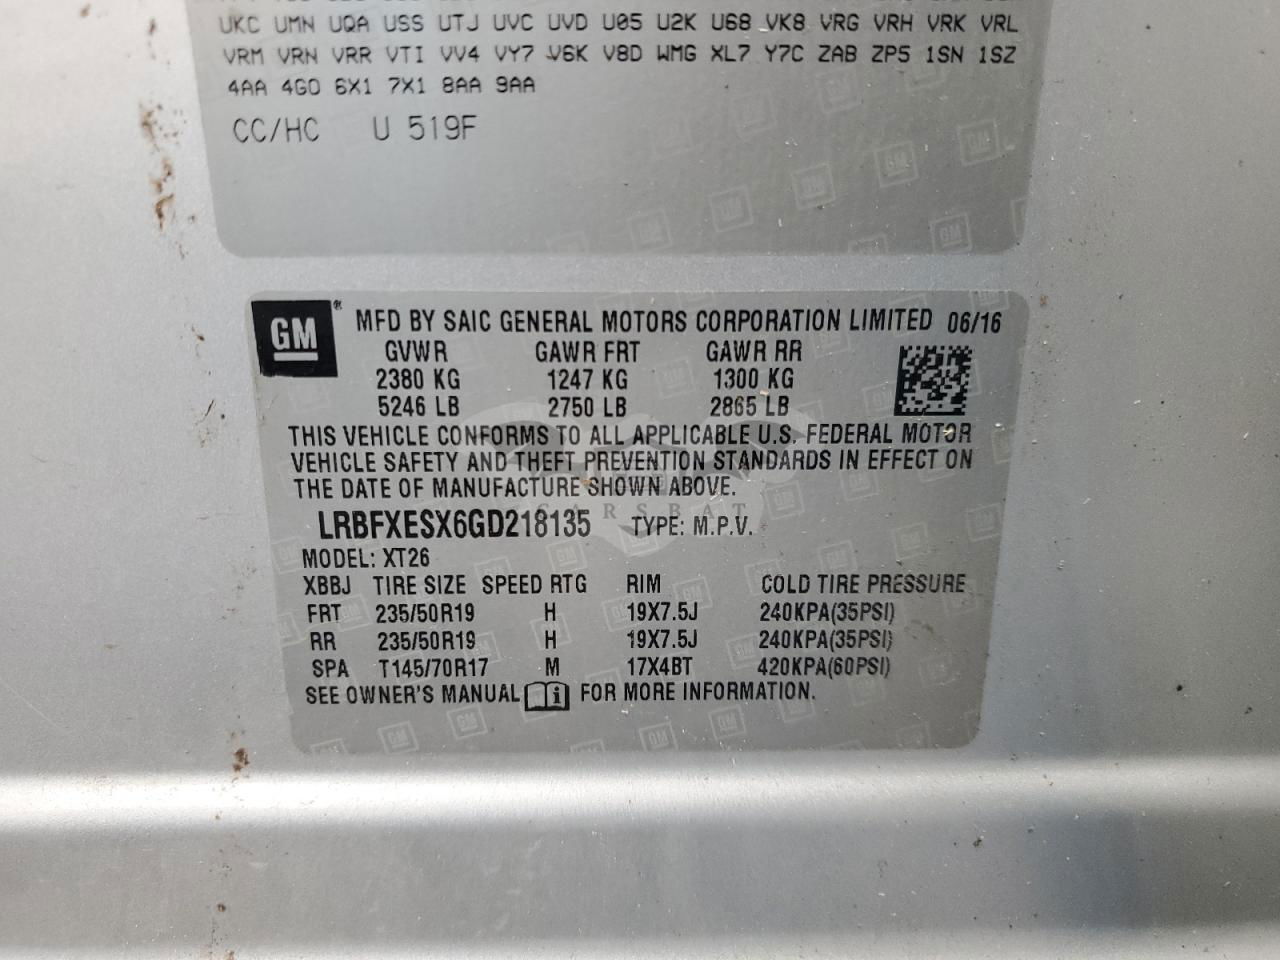 UKC UMN UQA USS UTJ UVC UVD U05 U2K U68 VK8 VRG VRH VRK VRL
VRM VRN VRR VTI VV4 VY7 V6K V8D WMG XL7 Y7C ZAB ZP5 1SN 1SZ
4AA 4GO 6X1 7X1 8AA 9AA
CC/HC U 519F
GM® MFD BY SAIC GENERAL MOTORS CORPORATION LIMITED 06/16
GVWR GAWR FRT GAWR RR
2380 KG 1247 KG 1300 KG
5246 LB 2750 LB 2865 LB
THIS VEHICLE CONFORMS TO ALL APPLICABLE U.S. FEDERAL MOTOR
VEHICLE SAFETY AND THEFT PREVENTION STANDARDS IN EFFECT ON
THE DATE OF MANUFACTURE SHOWN ABOVE.
CARSBAT
LRBFXESX6GD218135 TYPE: M.P.V.
MODEL: XT26
XBBJ TIRE SIZE SPEED RTG RIM COLD TIRE PRESSURE
FRT 235/50R19 H 19X7.5J 240KPA(35PSI)
RR 235/50R19 H 19X7.5J 240KPA(35PSI)
SPA T145/70R17 M 17X4BT 420KPA(60PSI)
SEE OWNER'S MANUAL i FOR MORE INFORMATION.